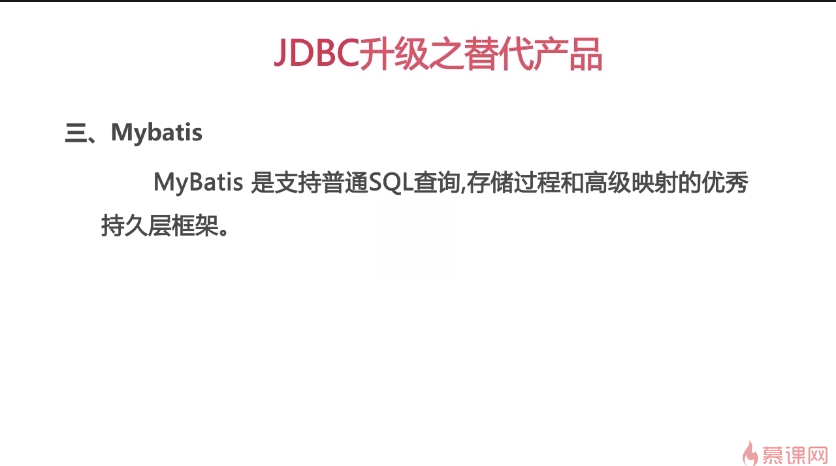 JDBC升级之替代产品
三、Mybatis
MyBatis 是支持普通SQL查询,存储过程和高级映射的优秀
持久层框架。
慕课网